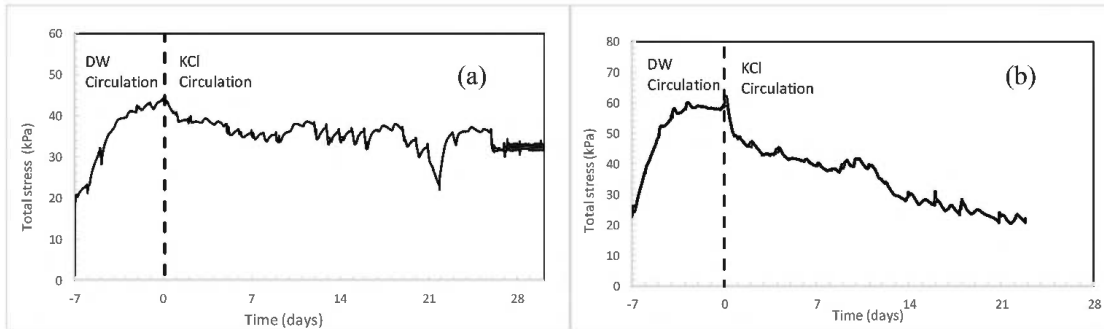 60
50
40
30
20
10
0
Total stress (kPa)
DW
Circulation
KCl
Circulation
(a)
-7 0 7 14 21 28
Time (days)
80
70
60
50
40
30
20
10
0
Total stress (kPa)
DW
Circulation
KCl
Circulation
(b)
-7 0 7 14 21 28
Time (days)